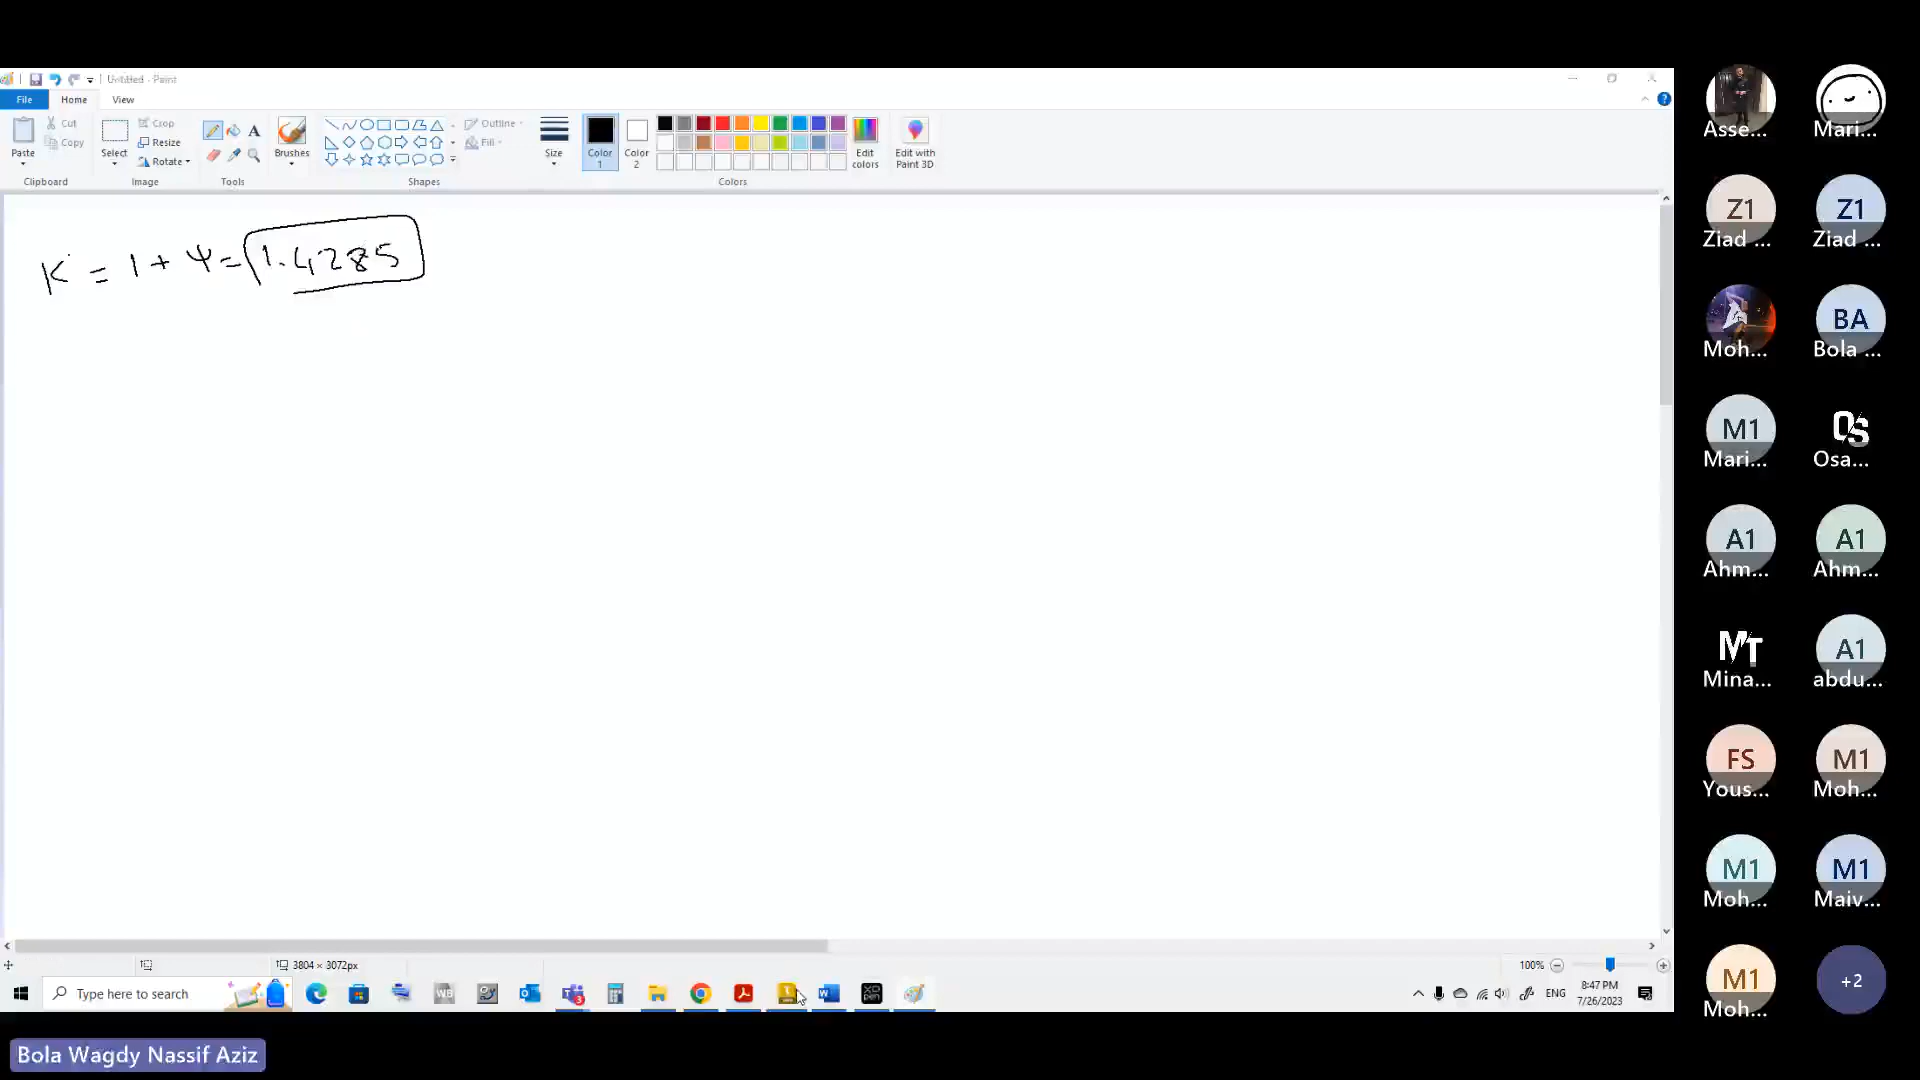 Untitled - Paint
File Home View
Paste Cut Copy Clipboard
Select Crop Resize Rotate Image
Tools
Brushes
Outline Fill Shapes
Size
Color 1 Color 2 Edit colors Edit with Paint 3D Colors
K = 1 + Ψ = 1.4285
Asse... Mari...
Z1 Z1
Ziad ... Ziad ...
BA
Moh... Bola ...
M1 OS
Mari... Osa...
A1 A1
Ahm... Ahm...
MT A1
Mina... abdu...
FS M1
Yous... Moh...
M1 M1
Moh... Maiv...
M1 +2
Moh...
3804 × 3072px 100%
Type here to search
ENG 8:47 PM 7/26/2023
Bola Wagdy Nassif Aziz